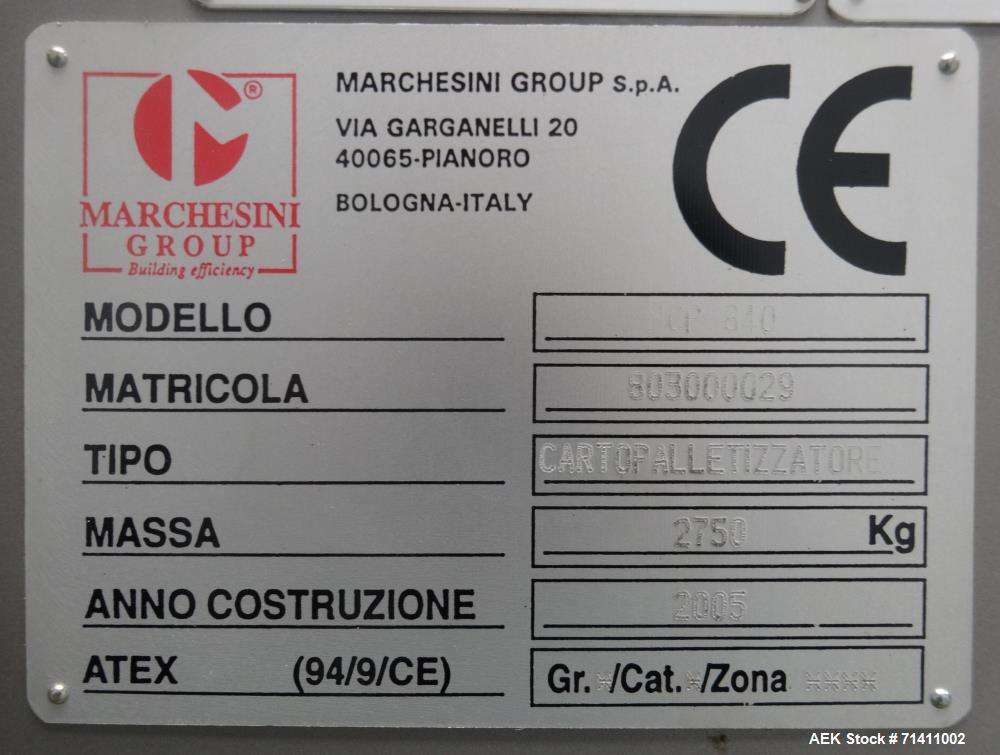 MARCHESINI
GROUP
Building efficiency
®
MARCHESINI GROUP S.p.A.
VIA GARGANELLI 20
40065-PIANORO
BOLOGNA-ITALY
CE
MODELLO
MATRICOLA 803000029
TIPO CARTOPALLETIZZATORE
MASSA 2750 Kg
ANNO COSTRUZIONE 2005
ATEX (94/9/CE) Gr. * /Cat. * /Zona ****
AEK Stock # 71411002